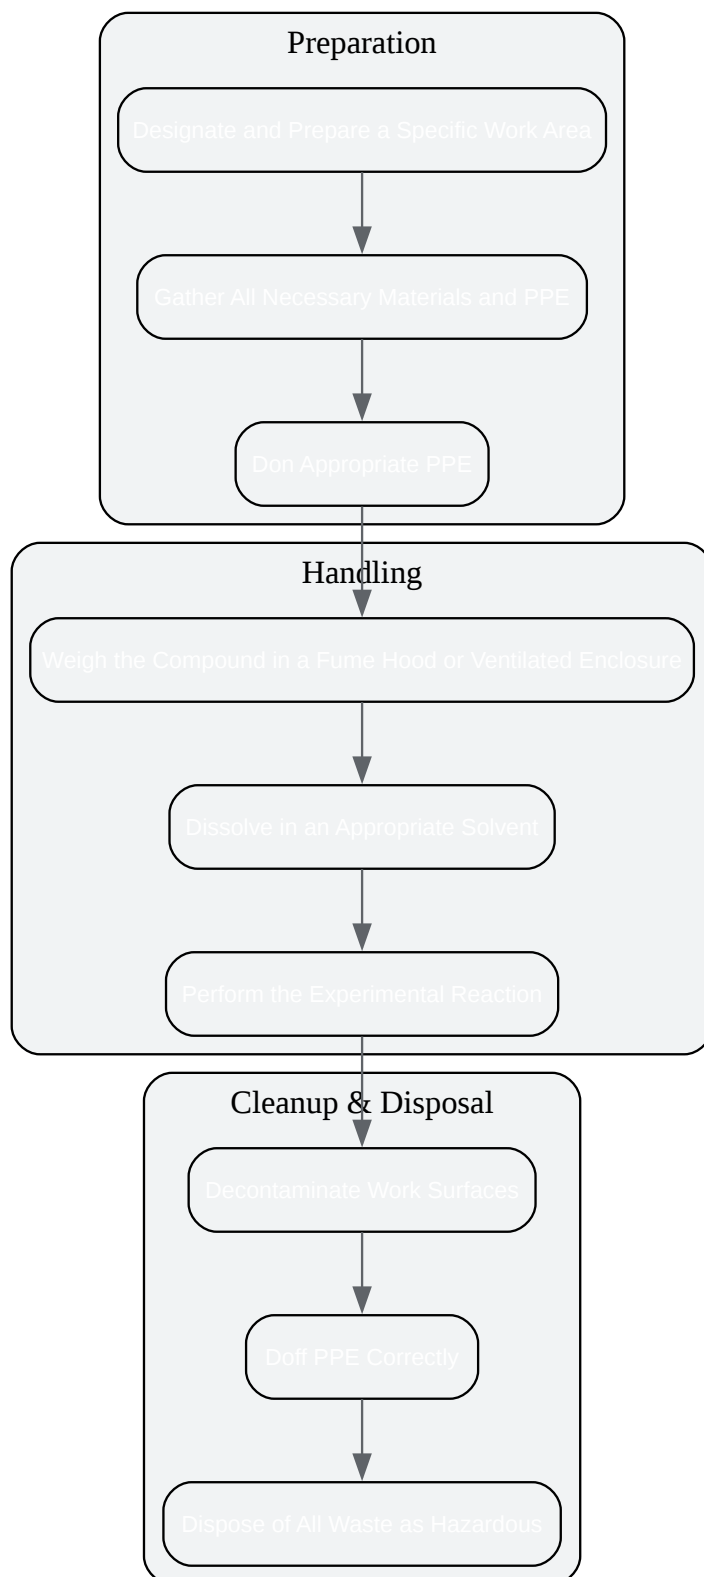 Preparation
Designate and Prepare a Specific Work Area
Gather All Necessary Materials and PPE
Don Appropriate PPE
Handling
Weigh the Compound in a Fume Hood or Ventilated Enclosure
Dissolve in an Appropriate Solvent
Perform the Experimental Reaction
Cleanup & Disposal
Decontaminate Work Surfaces
Doff PPE Correctly
Dispose of All Waste as Hazardous